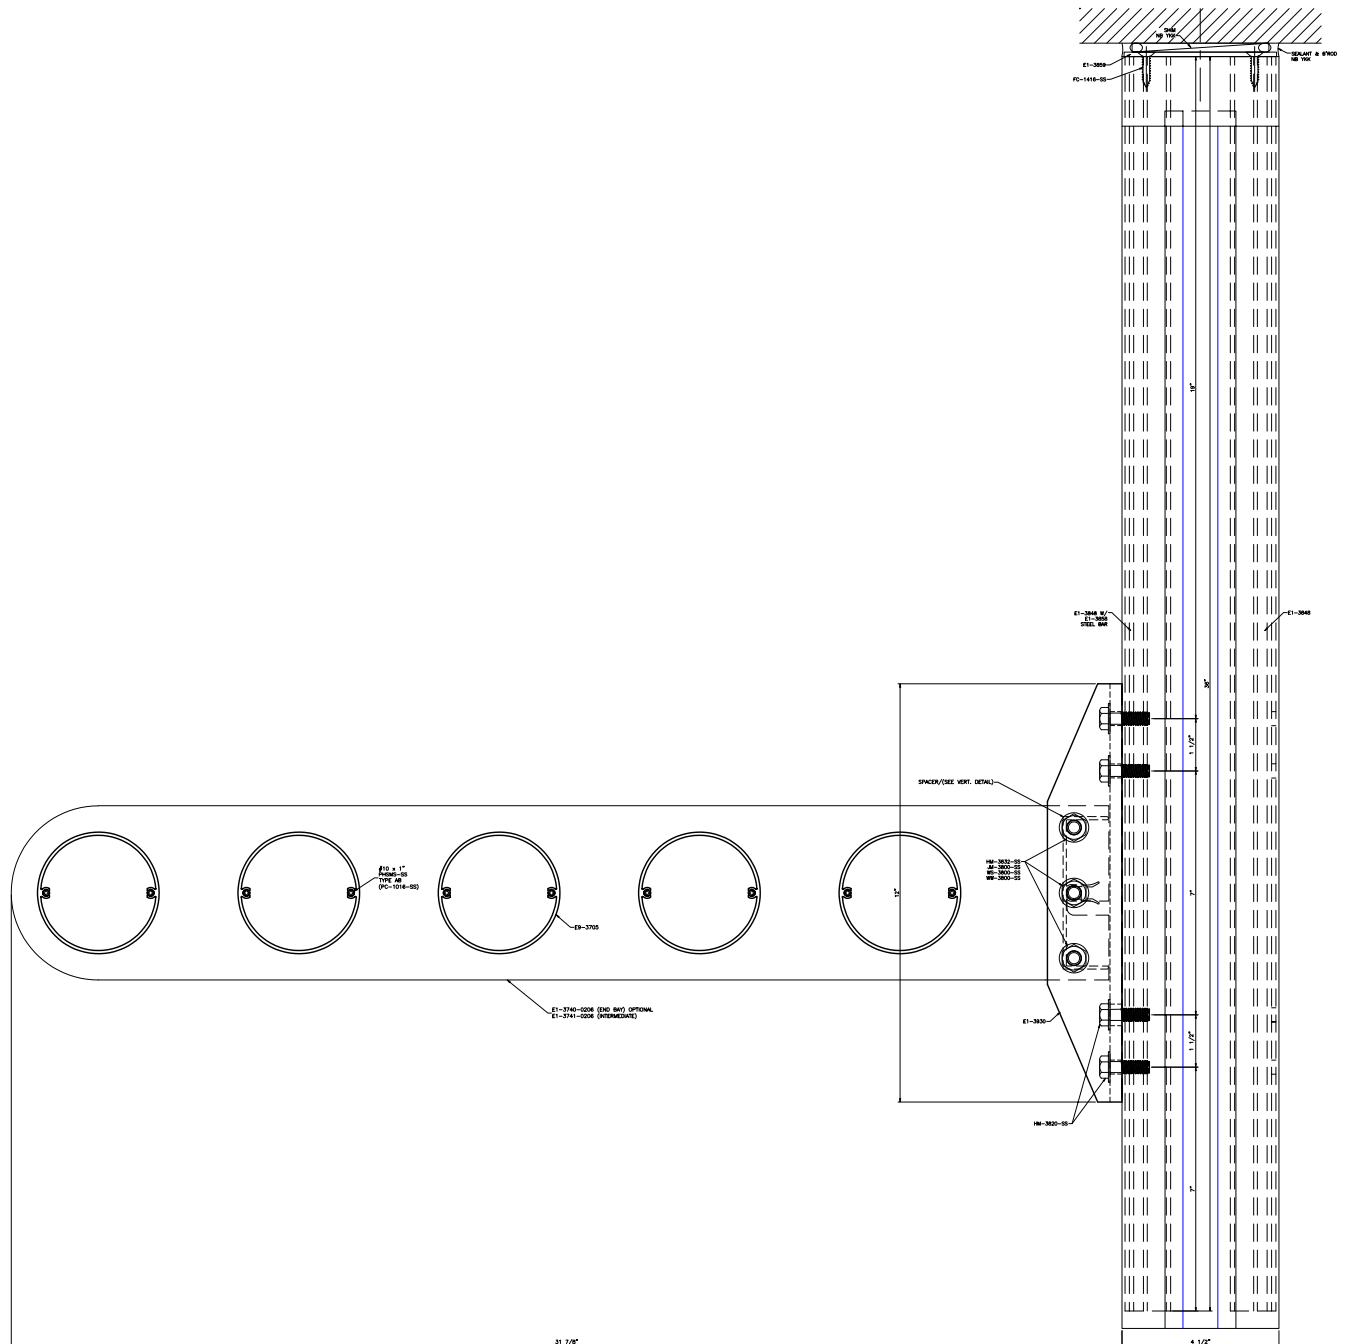 SHIM
NB YKK
SEALANT & B'ROD
NB YKK
E1-3859
FC-1416-SS
19"
E1-3848 W/
E1-3858
STEEL BAR
E1-3848
36"
1 1/2"
SPACER/(SEE VERT. DETAIL)
HM-3832-SS
JM-3800-SS
WS-3800-SS
WW-3800-SS
#10 x 1"
PHSMS-SS
TYPE AB
(PC-1016-SS)
12"
7"
E9-3705
E1-3740-0206 (END BAY) OPTIONAL
E1-3741-0206 (INTERMEDIATE)
E1-3930
1 1/2"
HM-3820-SS
7"
31 7/8"
4 1/2"